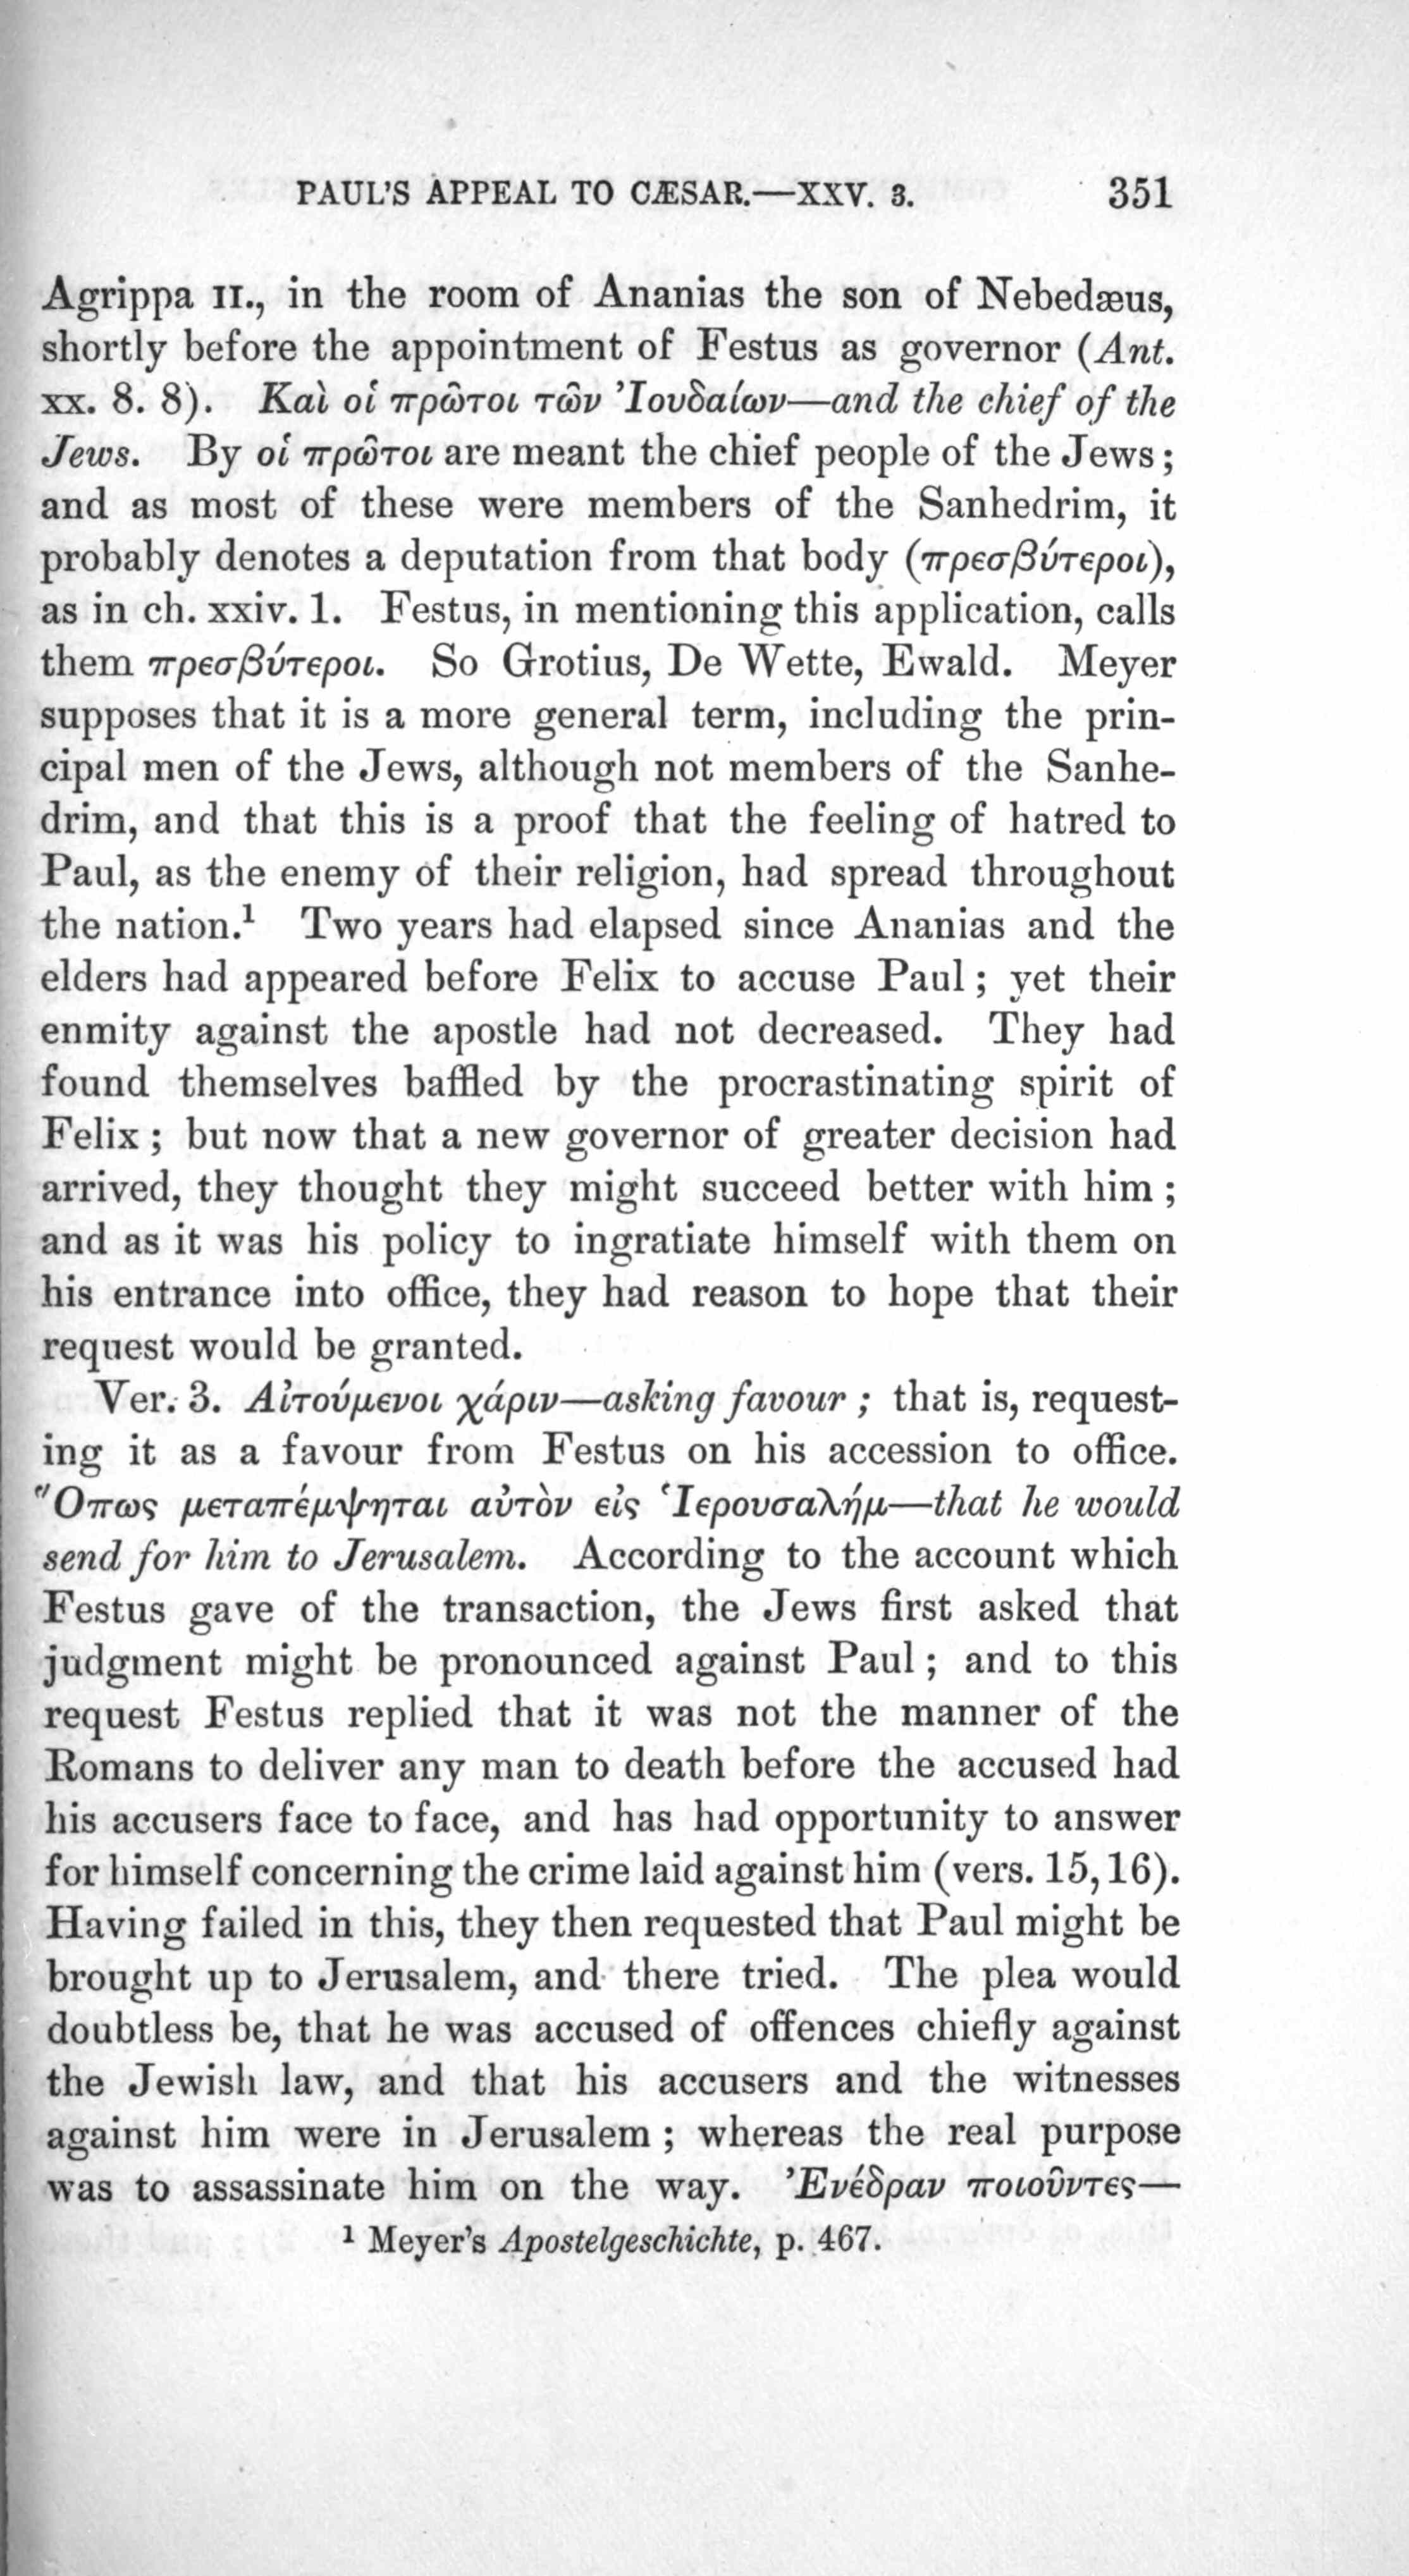 PAUL'S APPEAL TO CÆSAR.—XXV. 3. 351
Agrippa II., in the room of Ananias the son of Nebedæus,
shortly before the appointment of Festus as governor (Ant.
xx. 8. 8). Καὶ οἱ πρῶτοι τῶν Ἰουδαίων—and the chief of the
Jews. By οἱ πρῶτοι are meant the chief people of the Jews;
and as most of these were members of the Sanhedrim, it
probably denotes a deputation from that body (πρεσβύτεροι),
as in ch. xxiv. 1. Festus, in mentioning this application, calls
them πρεσβύτεροι. So Grotius, De Wette, Ewald. Meyer
supposes that it is a more general term, including the prin-
cipal men of the Jews, although not members of the Sanhe-
drim, and that this is a proof that the feeling of hatred to
Paul, as the enemy of their religion, had spread throughout
the nation.¹ Two years had elapsed since Ananias and the
elders had appeared before Felix to accuse Paul; yet their
enmity against the apostle had not decreased. They had
found themselves baffled by the procrastinating spirit of
Felix; but now that a new governor of greater decision had
arrived, they thought they might succeed better with him;
and as it was his policy to ingratiate himself with them on
his entrance into office, they had reason to hope that their
request would be granted.
Ver. 3. Αἰτούμενοι χάριν—asking favour; that is, request-
ing it as a favour from Festus on his accession to office.
Ὅπως μεταπέμψηται αὐτὸν εἰς Ἱερουσαλήμ—that he would
send for him to Jerusalem. According to the account which
Festus gave of the transaction, the Jews first asked that
judgment might be pronounced against Paul; and to this
request Festus replied that it was not the manner of the
Romans to deliver any man to death before the accused had
his accusers face to face, and has had opportunity to answer
for himself concerning the crime laid against him (vers. 15, 16).
Having failed in this, they then requested that Paul might be
brought up to Jerusalem, and there tried. The plea would
doubtless be, that he was accused of offences chiefly against
the Jewish law, and that his accusers and the witnesses
against him were in Jerusalem; whereas the real purpose
was to assassinate him on the way. Ἐνέδραν ποιοῦντες—
¹ Meyer's Apostelgeschichte, p. 467.